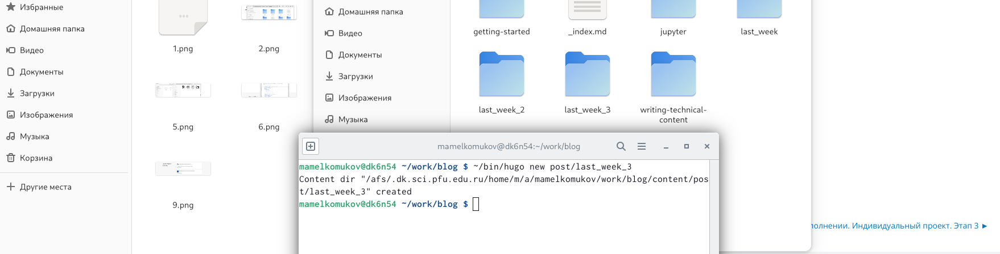 Избранные
Домашняя папка
Видео
Документы
Загрузки
Изображения
Музыка
Корзина
Другие места
1.png
2.png
5.png
6.png
9.png
Домашняя папка
Видео
Документы
Загрузки
Изображения
Музыка
getting-started
_index.md
jupyter
last_week
last_week_2
last_week_3
writing-technical-
content
mamelkomukov@dk6n54:~/work/blog
mamelkomukov@dk6n54 ~/work/blog $ ~/bin/hugo new post/last_week_3
Content dir "/afs/.dk.sci.pfu.edu.ru/home/m/a/mamelkomukov/work/blog/content/pos
t/last_week_3" created
mamelkomukov@dk6n54 ~/work/blog $
полнении. Индивидуальный проект. Этап 3 ►